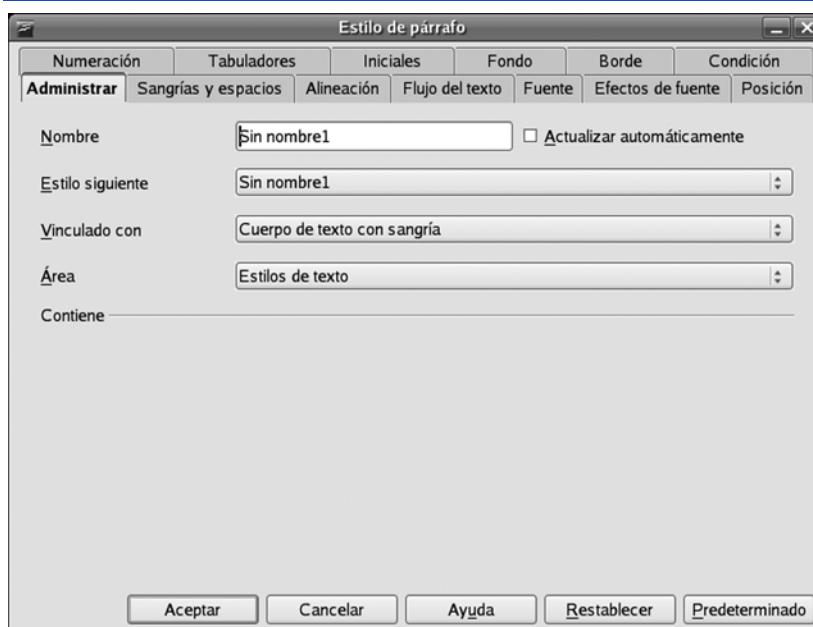 Estilo de párrafo
Numeración Tabuladores Iniciales Fondo Borde Condición
Administrar Sangrías y espacios Alineación Flujo del texto Fuente Efectos de fuente Posición
Nombre Sin nombre1 Actualizar automáticamente
Estilo siguiente Sin nombre1
Vinculado con Cuerpo de texto con sangría
Área Estilos de texto
Contiene
Aceptar Cancelar Ayuda Restablecer Predeterminado